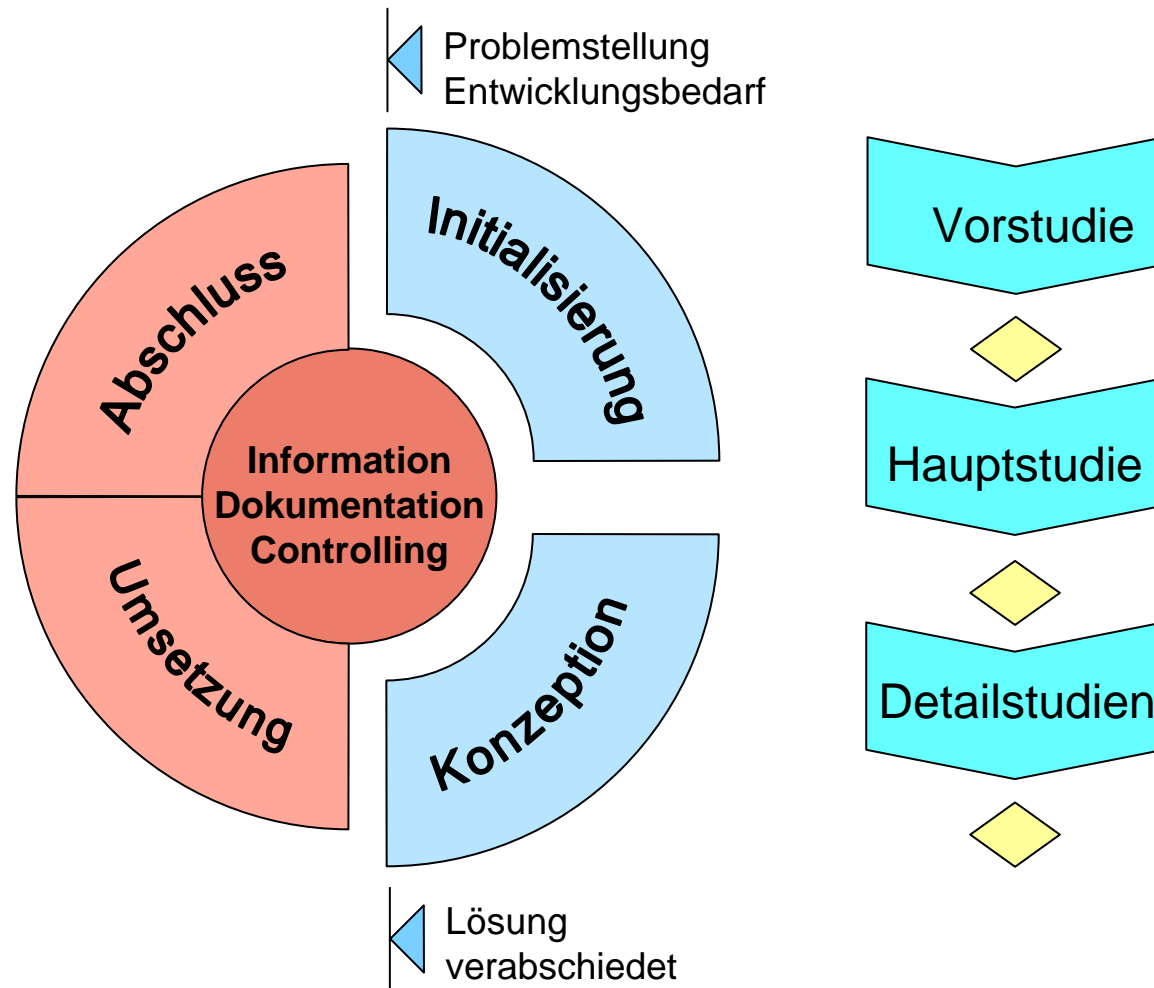 Problemstellung
Entwicklungsbedarf
Initialisierung
Abschluss
Information
Dokumentation
Controlling
Umsetzung
Konzeption
Lösung
verabschiedet
Vorstudie
Hauptstudie
Detailstudien